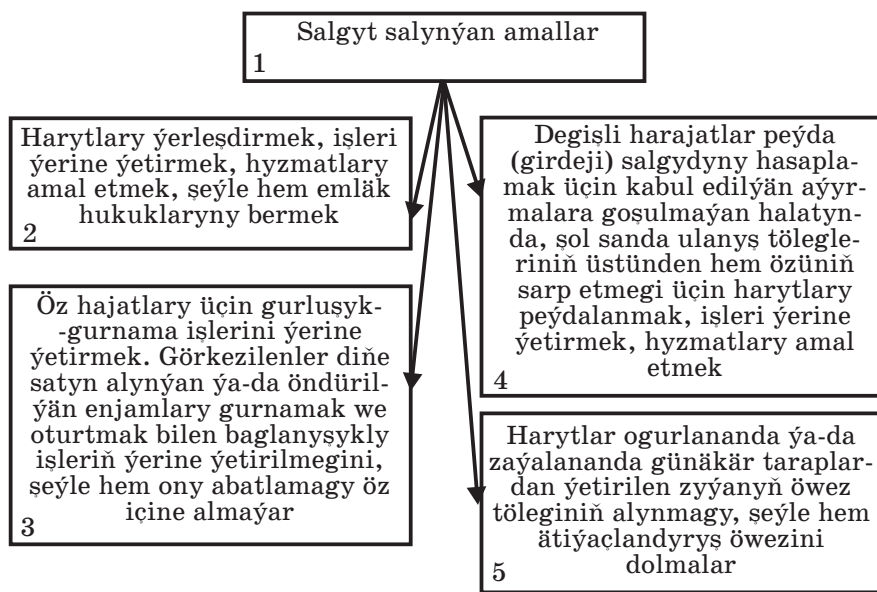 Salgyt salynýan amallar
1
Harytlary ýerleşdirmek, işleri
ýerine ýetirmek, hyzmatlary
amal etmek, şeýle hem emläk
hukuklaryny bermek
2
Öz hajatlary üçin gurluşyk-
-gurnama işlerini ýerine
ýetirmek. Görkezilenler diňe
satyn alynýan ýa-da öndüril-
ýän enjamlary gurnamak we
oturtmak bilen baglanyşykly
işleriň ýerine ýetirilmegini,
şeýle hem ony abatlamagy öz
içine almaýar
3
Degişli harajatlar peýda
(girdeji) salgydyny hasapla-
mak üçin kabul edilýän aýyr-
malara goşulmaýan halatyn-
da, şol sanda ulanyş tölegle-
riniň üstünden hem özüniň
sarp etmegi üçin harytlary
peýdalanmak, işleri ýerine
ýetirmek, hyzmatlary amal
etmek
4
Harytlar ogurlananda ýa-da
zaýalananda günäkär taraplar-
dan ýetirilen zyýanyň öwez
töleginiň alynmagy, şeýle hem
ätiýaçlandyryş öwezini
dolmalar
5